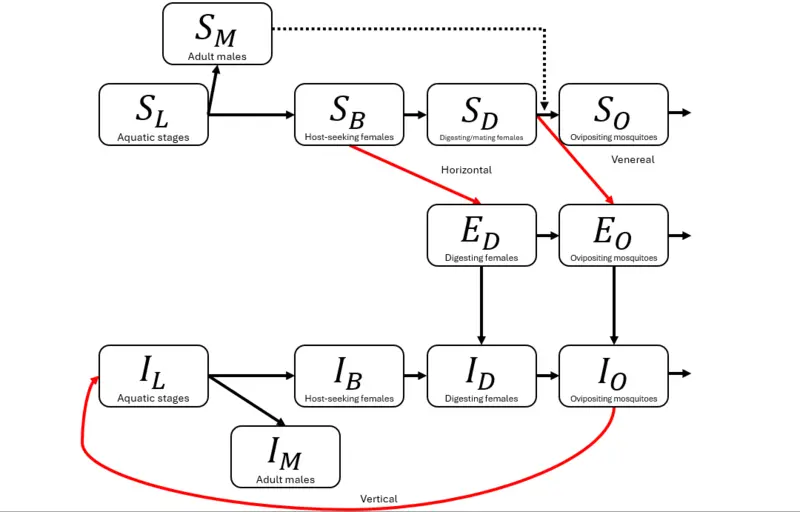 S_M
Adult males
S_L
Aquatic stages
S_B
Host-seeking females
S_D
Digesting/mating females
S_O
Ovipositing mosquitoes
Horizontal
Venereal
E_D
Digesting females
E_O
Ovipositing mosquitoes
I_L
Aquatic stages
I_B
Host-seeking females
I_D
Digesting females
I_O
Ovipositing mosquitoes
I_M
Adult males
Vertical